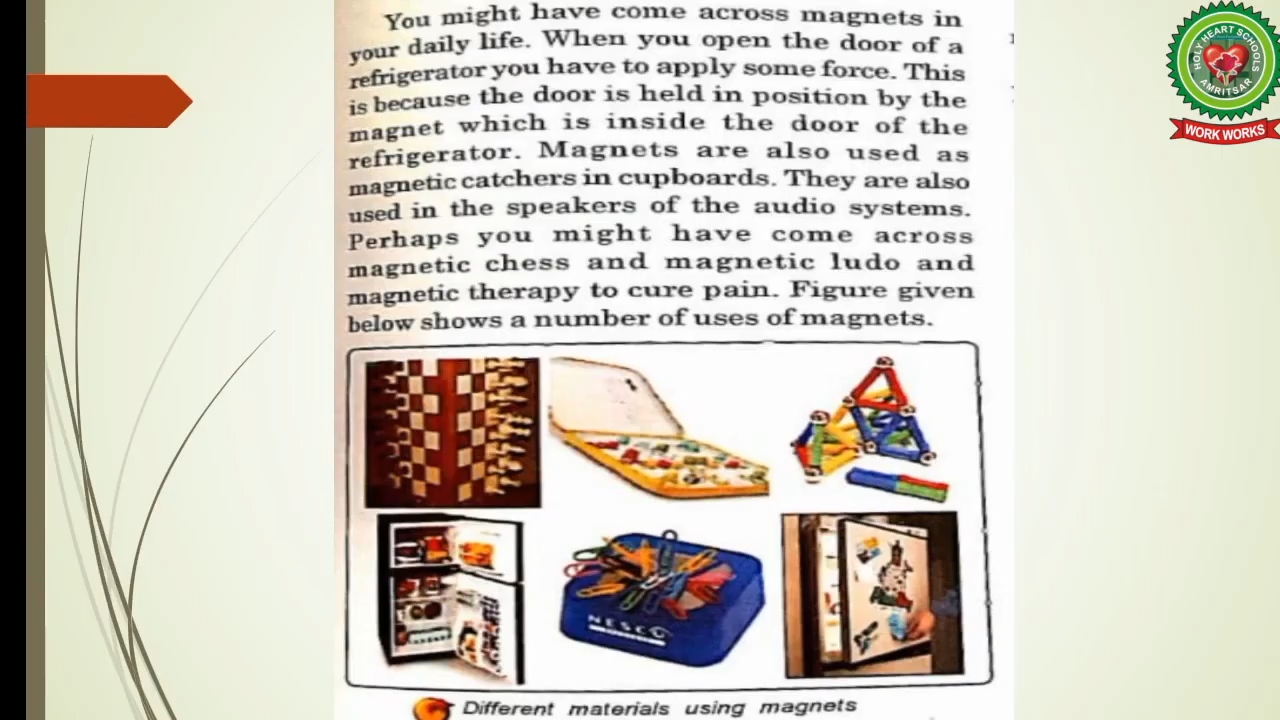 You might have come across magnets in
your daily life. When you open the door of a
refrigerator you have to apply some force. This
is because the door is held in position by the
magnet which is inside the door of the
refrigerator. Magnets are also used as
magnetic catchers in cupboards. They are also
used in the speakers of the audio systems.
Perhaps you might have come across
magnetic chess and magnetic ludo and
magnetic therapy to cure pain. Figure given
below shows a number of uses of magnets.
NESCO
Different materials using magnets
HOLY HEART SCHOOLS
AMRITSAR
WORK WORKS